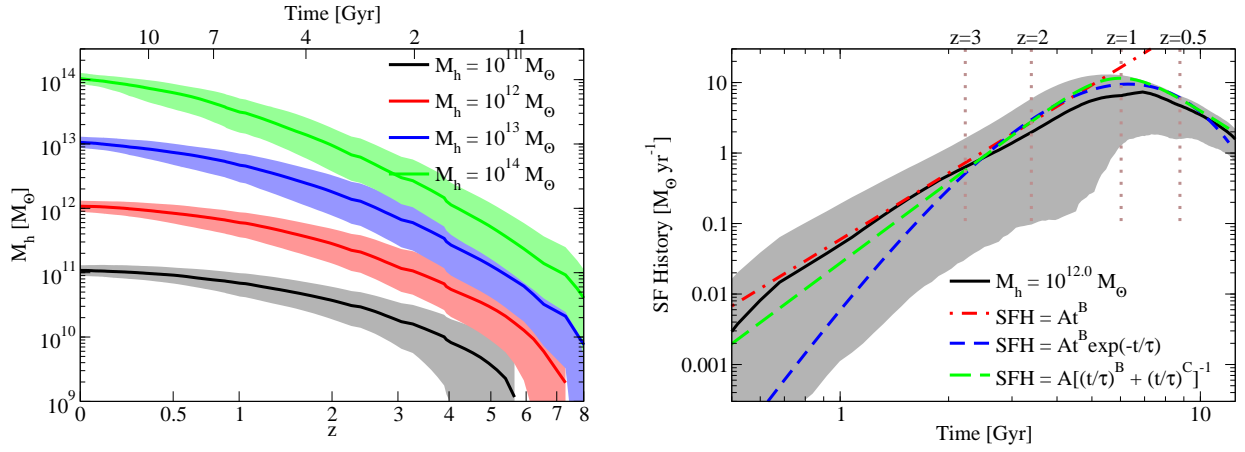 Time [Gyr]
10 7 4 2 1
M_h [M_⊙]
10^14
10^13
10^12
10^11
10^10
10^9
M_h = 10^11 M_⊙
M_h = 10^12 M_⊙
M_h = 10^13 M_⊙
M_h = 10^14 M_⊙
0 0.5 1 2 3 4 5 6 7 8
z
z=3 z=2 z=1 z=0.5
SF History [M_⊙ yr^-1]
10
1
0.1
0.01
0.001
M_h = 10^12.0 M_⊙
SFH = At^B
SFH = At^B exp(-t/τ)
SFH = A[(t/τ)^B + (t/τ)^C]^-1
1 10
Time [Gyr]